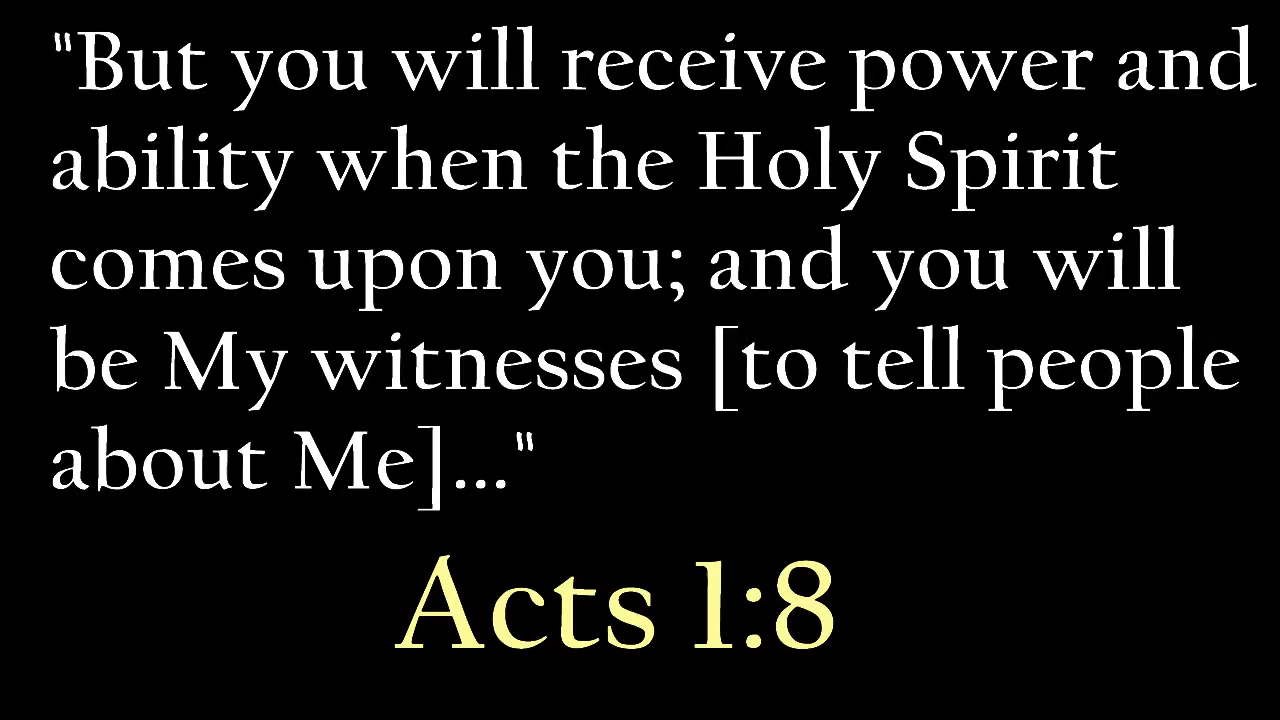 "But you will receive power and
ability when the Holy Spirit
comes upon you; and you will
be My witnesses [to tell people
about Me]..."
Acts 1:8